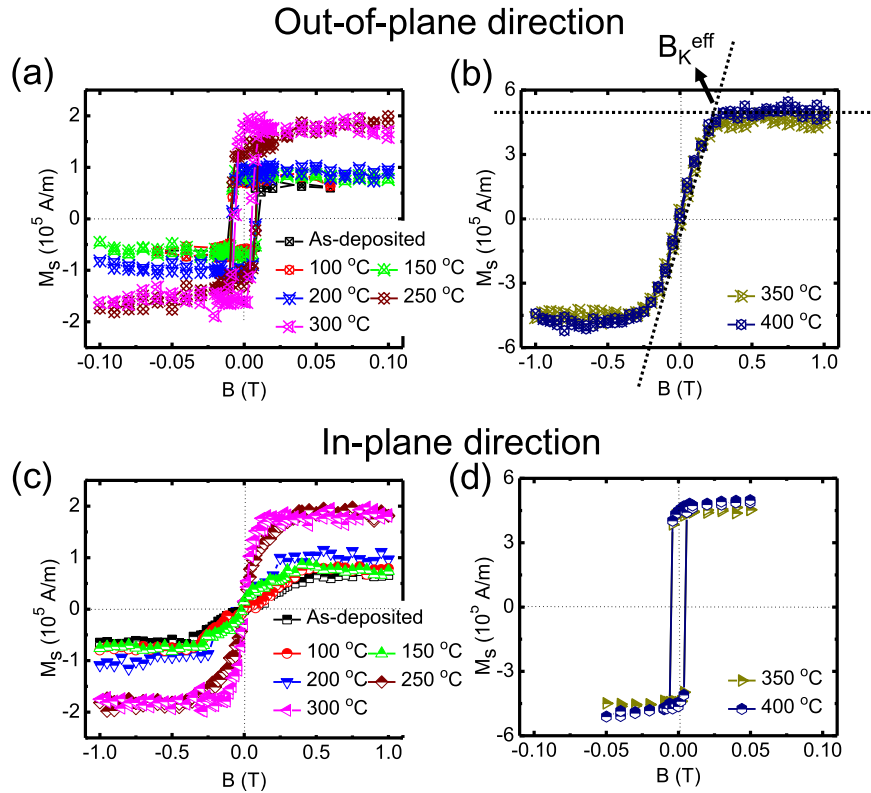 Out-of-plane direction
(a)
2
1
0
-1
-2
M_S (10^5 A/m)
As-deposited
100 °C
150 °C
200 °C
250 °C
300 °C
-0.10
-0.05
0.00
0.05
0.10
B (T)
(b)
B_K^eff
6
3
0
-3
-6
M_S (10^5 A/m)
350 °C
400 °C
-1.0
-0.5
0.0
0.5
1.0
B (T)
In-plane direction
(c)
2
1
0
-1
-2
M_S (10^5 A/m)
As-deposited
100 °C
150 °C
200 °C
250 °C
300 °C
-1.0
-0.5
0.0
0.5
1.0
B (T)
(d)
6
3
0
-3
-6
M_S (10^5 A/m)
350 °C
400 °C
-0.10
-0.05
0.00
0.05
0.10
B (T)